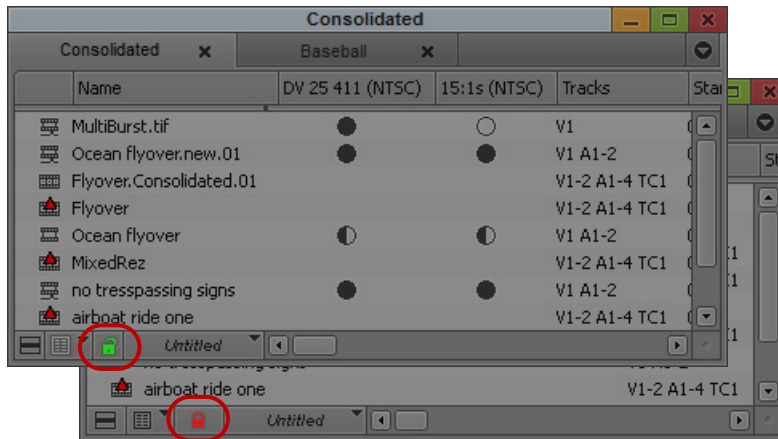 Consolidated
Consolidated Baseball
Name DV 25 411 (NTSC) 15:1s (NTSC) Tracks
MultiBurst.tif V1
Ocean flyover.new.01 V1 A1-2
Flyover.Consolidated.01 V1-2 A1-4 TC1
Flyover V1-2 A1-4 TC1
Ocean flyover V1 A1-2
MixedRez V1-2 A1-4 TC1
no tresspassing signs V1 A1-2
airboat ride one V1-2 A1-4 TC1
Untitled
airboat ride one V1-2 A1-4 TC1
Untitled